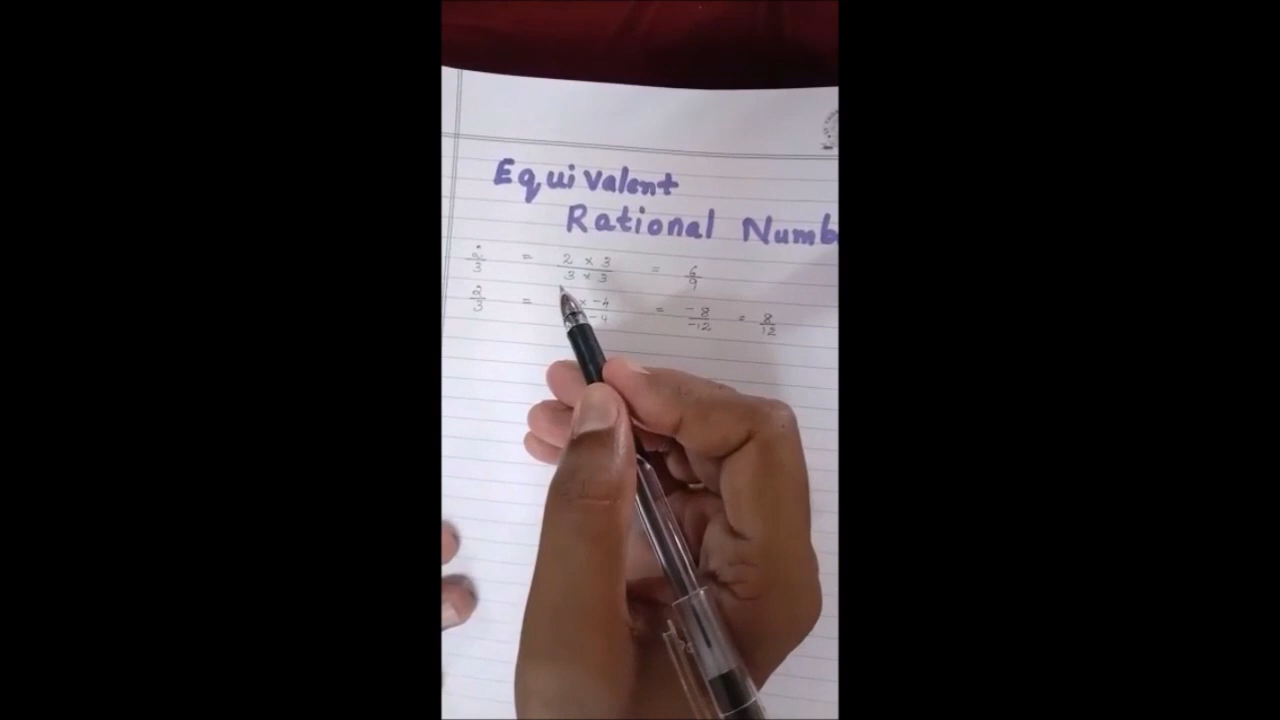 Equivalent
Rational Numb
2/3 = 2 × 3 / 3 × 3 = 6/9
2/3 = × -4 / -4 = -8/-12 = 8/12